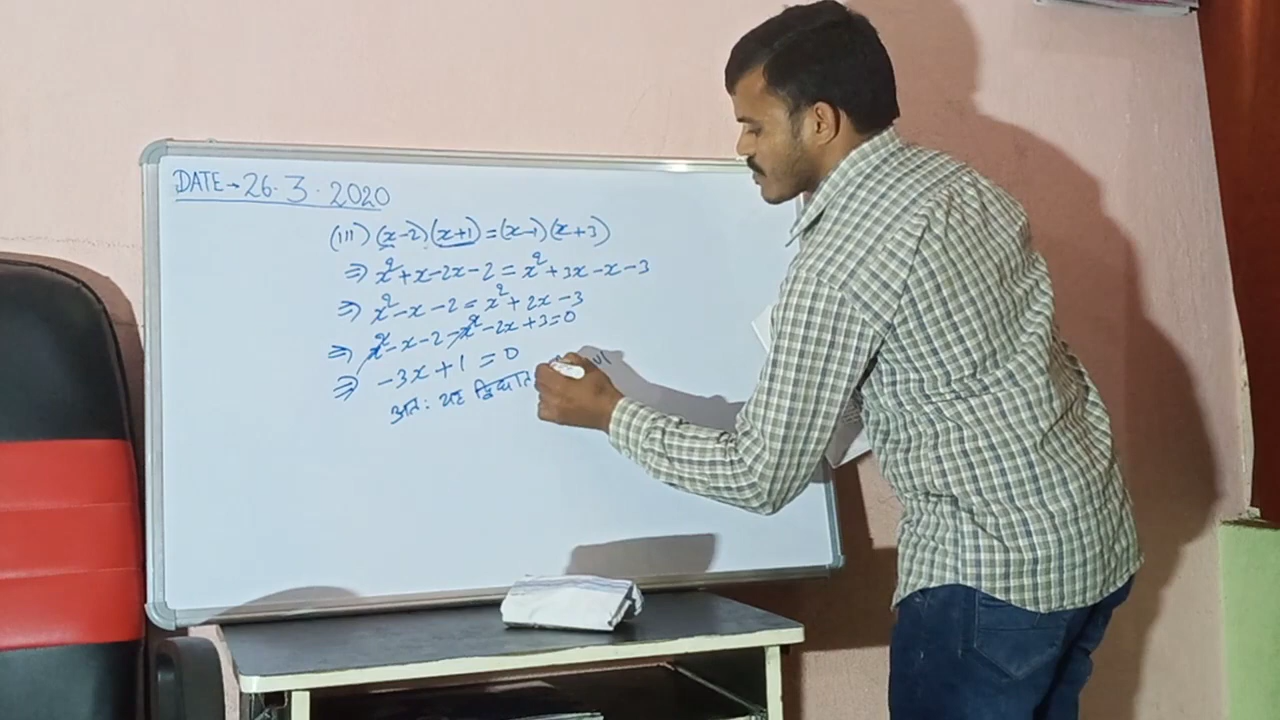 DATE→26.3.2020
(iii) (x-2)(x+1)=(x-1)(x+3)
⇒ x²+x-2x-2=x²+3x-x-3
⇒ x²-x-2=x²+2x-3
⇒ x²-x-2-x²-2x+3=0
⇒ -3x+1=0
अतः यह द्विघात